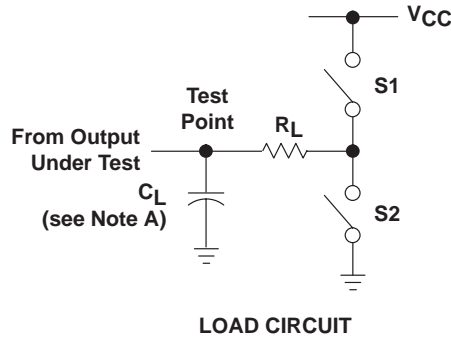 VCC
S1
Test
Point
RL
From Output
Under Test
CL
(see Note A)
S2
LOAD CIRCUIT